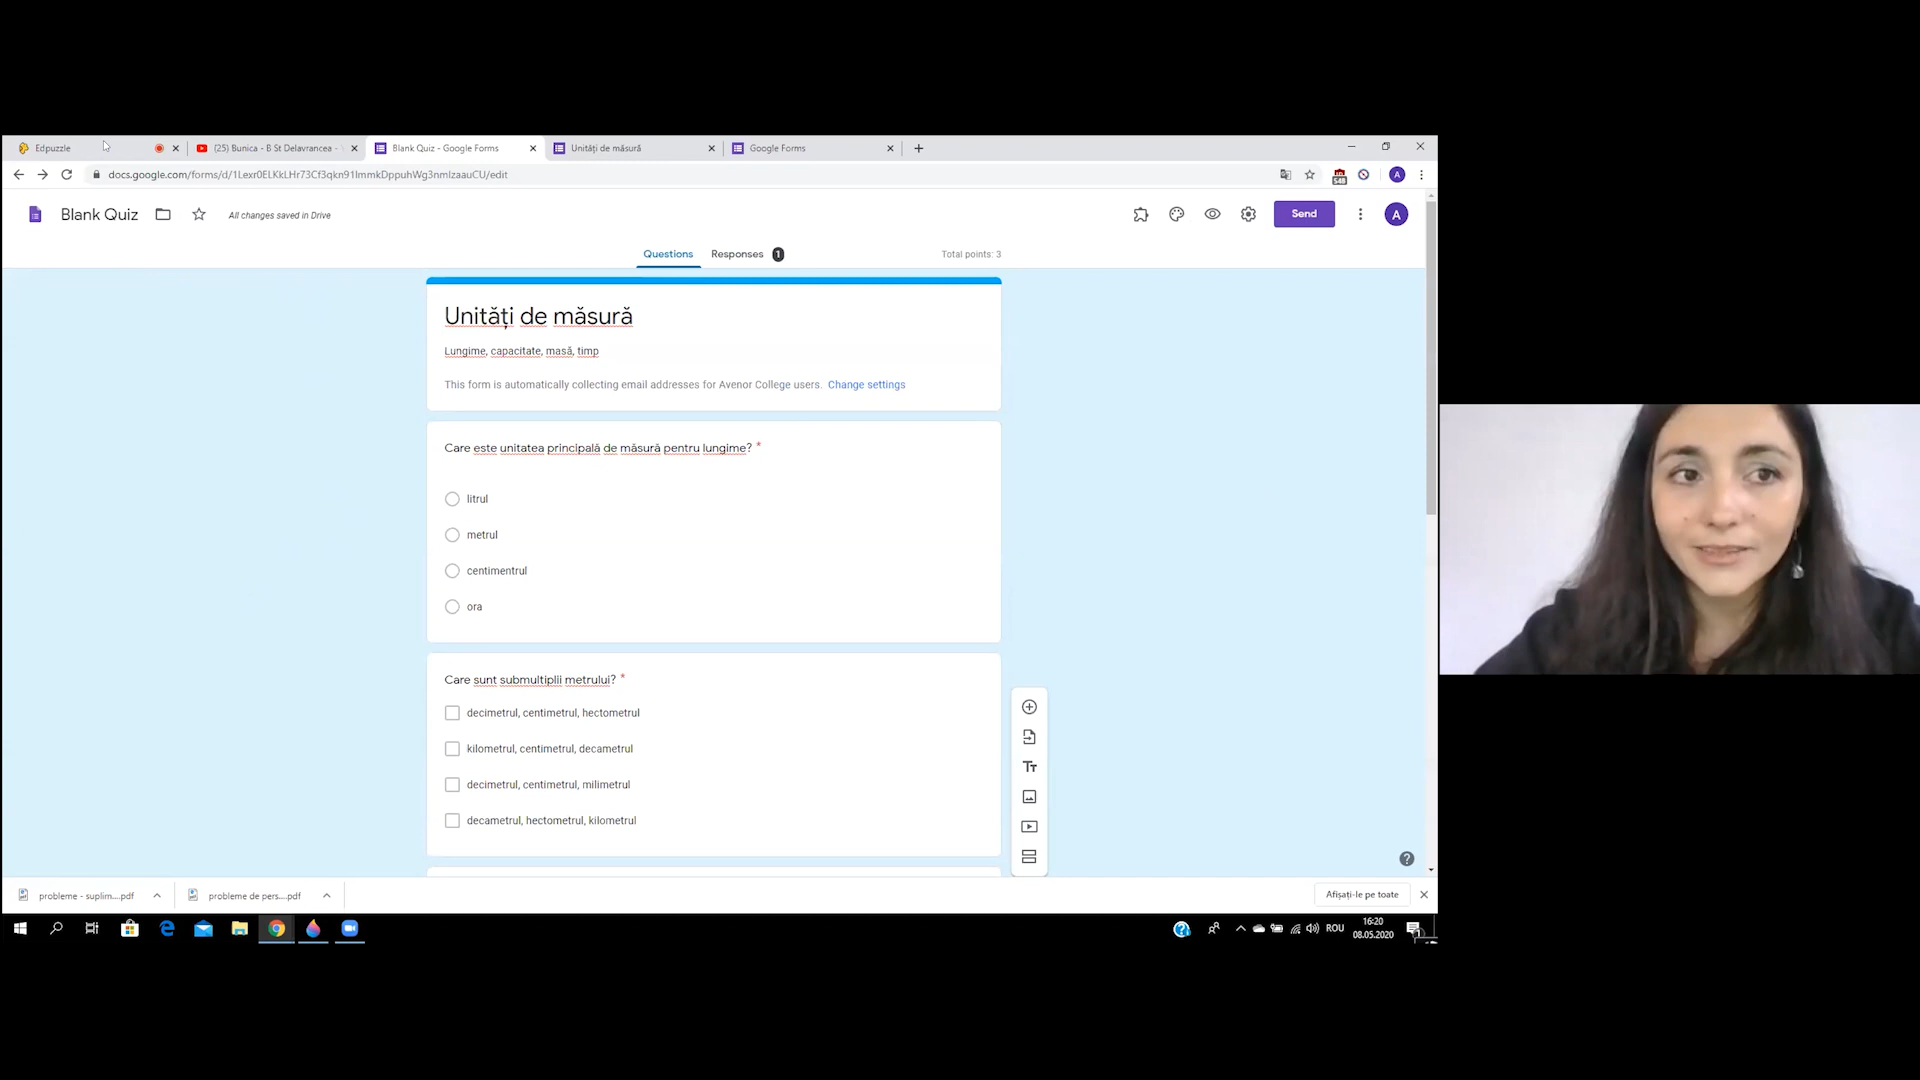 Edpuzzle
(25) Bunica - B St Delavrancea -
Blank Quiz - Google Forms
Unități de măsură
Google Forms
docs.google.com/forms/d/1Lexr0ELKkLHr73Cf3qkn91ImmkDppuhWg3nmIzaauCU/edit
548
A
Blank Quiz
All changes saved in Drive
Send
A
Questions
Responses 1
Total points: 3
Unități de măsură
Lungime, capacitate, masă, timp
This form is automatically collecting email addresses for Avenor College users. Change settings
Care este unitatea principală de măsură pentru lungime? *
litrul
metrul
centimentrul
ora
Care sunt submultiplii metrului? *
decimetrul, centimetrul, hectometrul
kilometrul, centimetrul, decametrul
decimetrul, centimetrul, milimetrul
decametrul, hectometrul, kilometrul
Tт
probleme - suplim....pdf
probleme de pers....pdf
Afișați-le pe toate
ROU
16:20
08.05.2020